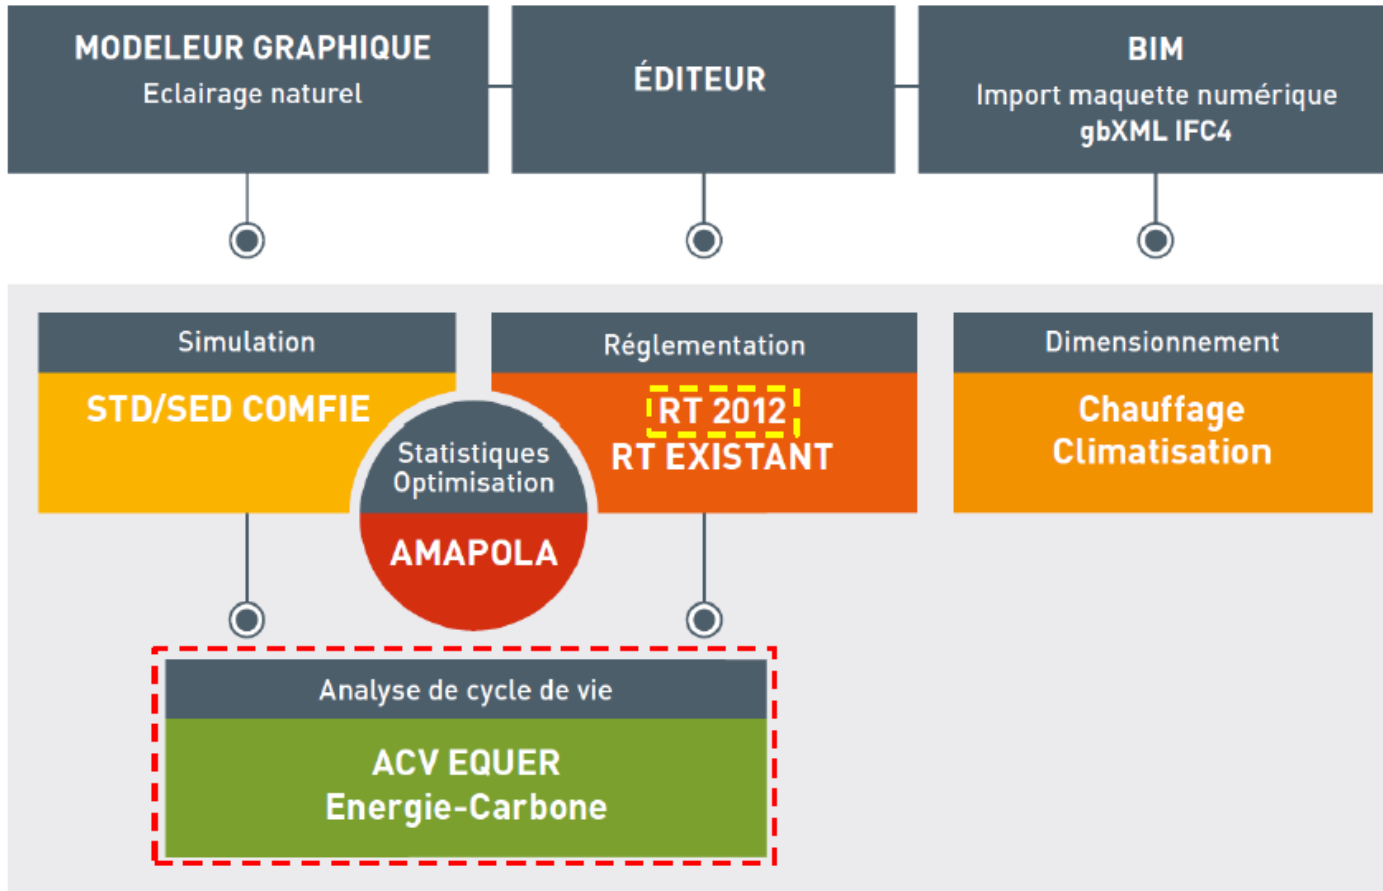 MODELEUR GRAPHIQUE
Eclairage naturel
ÉDITEUR
BIM
Import maquette numérique
gbXML IFC4
Simulation
STD/SED COMFIE
Réglementation
RT 2012
RT EXISTANT
Dimensionnement
Chauffage
Climatisation
Statistiques
Optimisation
AMAPOLA
Analyse de cycle de vie
ACV EQUER
Energie-Carbone